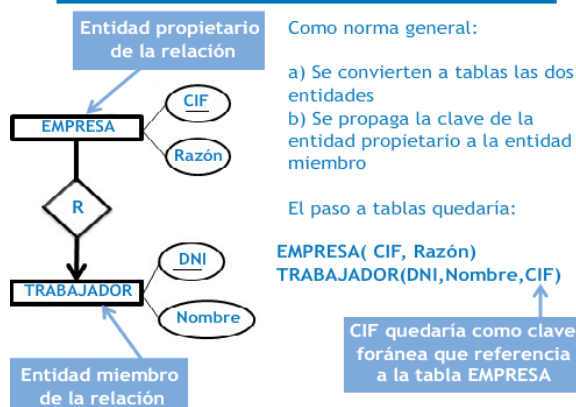 Entidad propietario
de la relación
CIF
EMPRESA
Razón
R
DNI
TRABAJADOR
Nombre
Entidad miembro
de la relación
Como norma general:
a) Se convierten a tablas las dos
entidades
b) Se propaga la clave de la
entidad propietario a la entidad
miembro
El paso a tablas quedaría:
EMPRESA( CIF, Razón)
TRABAJADOR(DNI,Nombre,CIF)
CIF quedaría como clave
foránea que referencia
a la tabla EMPRESA